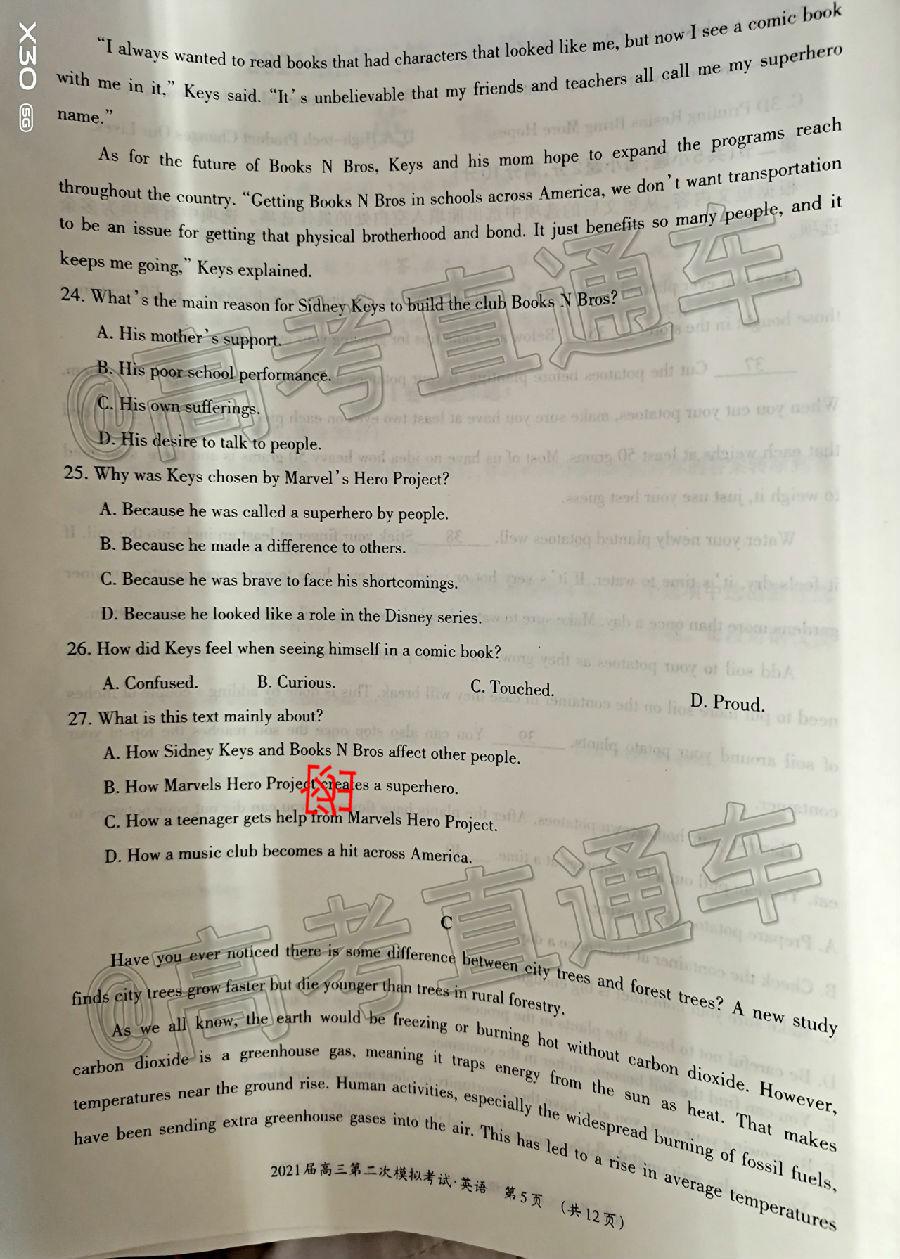 X30 5G
"I always wanted to read books that had characters that looked like me, but now I see a comic book
with me in it," Keys said. "It's unbelievable that my friends and teachers all call me my superhero
name."
As for the future of Books N Bros, Keys and his mom hope to expand the programs reach
throughout the country. "Getting Books N Bros in schools across America, we don't want transportation
to be an issue for getting that physical brotherhood and bond. It just benefits so many people, and it
keeps me going," Keys explained.
24. What's the main reason for Sidney Keys to build the club Books N Bros?
A. His mother's support.
B. His poor school performance.
C. His own sufferings.
D. His desire to talk to people.
25. Why was Keys chosen by Marvel's Hero Project?
A. Because he was called a superhero by people.
B. Because he made a difference to others.
C. Because he was brave to face his shortcomings.
D. Because he looked like a role in the Disney series.
26. How did Keys feel when seeing himself in a comic book?
A. Confused. B. Curious. C. Touched. D. Proud.
27. What is this text mainly about?
A. How Sidney Keys and Books N Bros affect other people.
B. How Marvels Hero Project creates a superhero.
C. How a teenager gets help from Marvels Hero Project.
D. How a music club becomes a hit across America.
C
Have you ever noticed there is some difference between city trees and forest trees? A new study
finds city trees grow faster but die younger than trees in rural forestry.
As we all know, the earth would be freezing or burning hot without carbon dioxide. However,
carbon dioxide is a greenhouse gas, meaning it traps energy from the sun as heat. That makes
temperatures near the ground rise. Human activities, especially the widespread burning of fossil fuels,
have been sending extra greenhouse gases into the air. This has led to a rise in average temperatures
2021届高三第二次模拟考试·英语 第5页 (共12页)
@高考直通车
@高考直通车